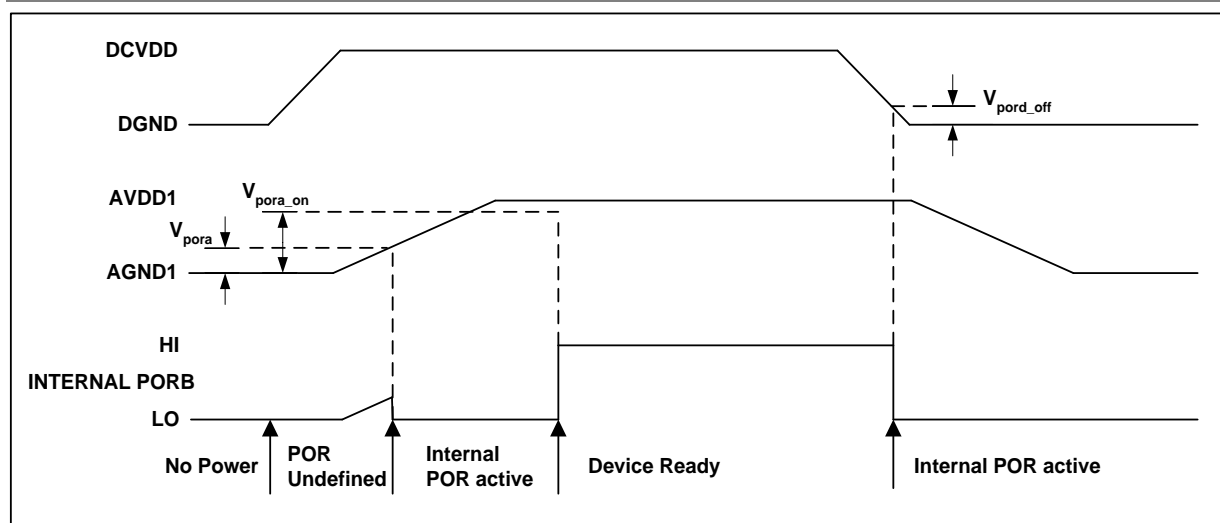 DCVDD
V_pord_off
DGND
AVDD1
V_pora_on
V_pora
AGND1
HI
INTERNAL PORB
LO
No Power
POR
Undefined
Internal
POR active
Device Ready
Internal POR active